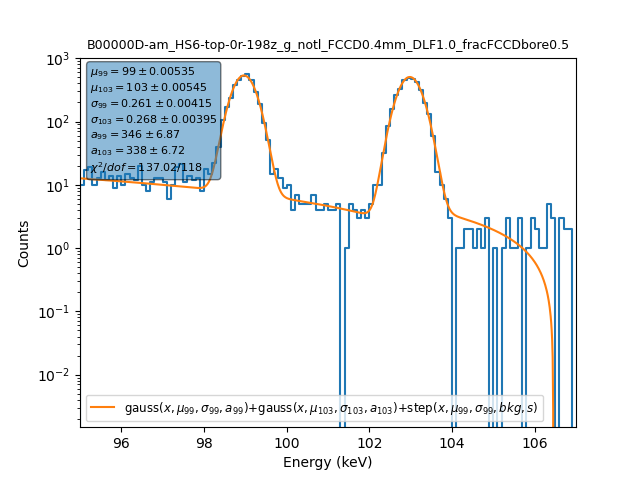 B00000D-am_HS6-top-0r-198z_g_notl_FCCD0.4mm_DLF1.0_fracFCCDbore0.5
μ₉₉ = 99 ± 0.00535
μ₁₀₃ = 103 ± 0.00545
σ₉₉ = 0.261 ± 0.00415
σ₁₀₃ = 0.268 ± 0.00395
a₉₉ = 346 ± 6.87
a₁₀₃ = 338 ± 6.72
χ²/dof = 137.02/118
10³
10²
10¹
10⁰
10⁻¹
10⁻²
Counts
gauss(x, μ₉₉, σ₉₉, a₉₉)+gauss(x, μ₁₀₃, σ₁₀₃, a₁₀₃)+step(x, μ₉₉, σ₉₉, bkg, s)
96 98 100 102 104 106
Energy (keV)